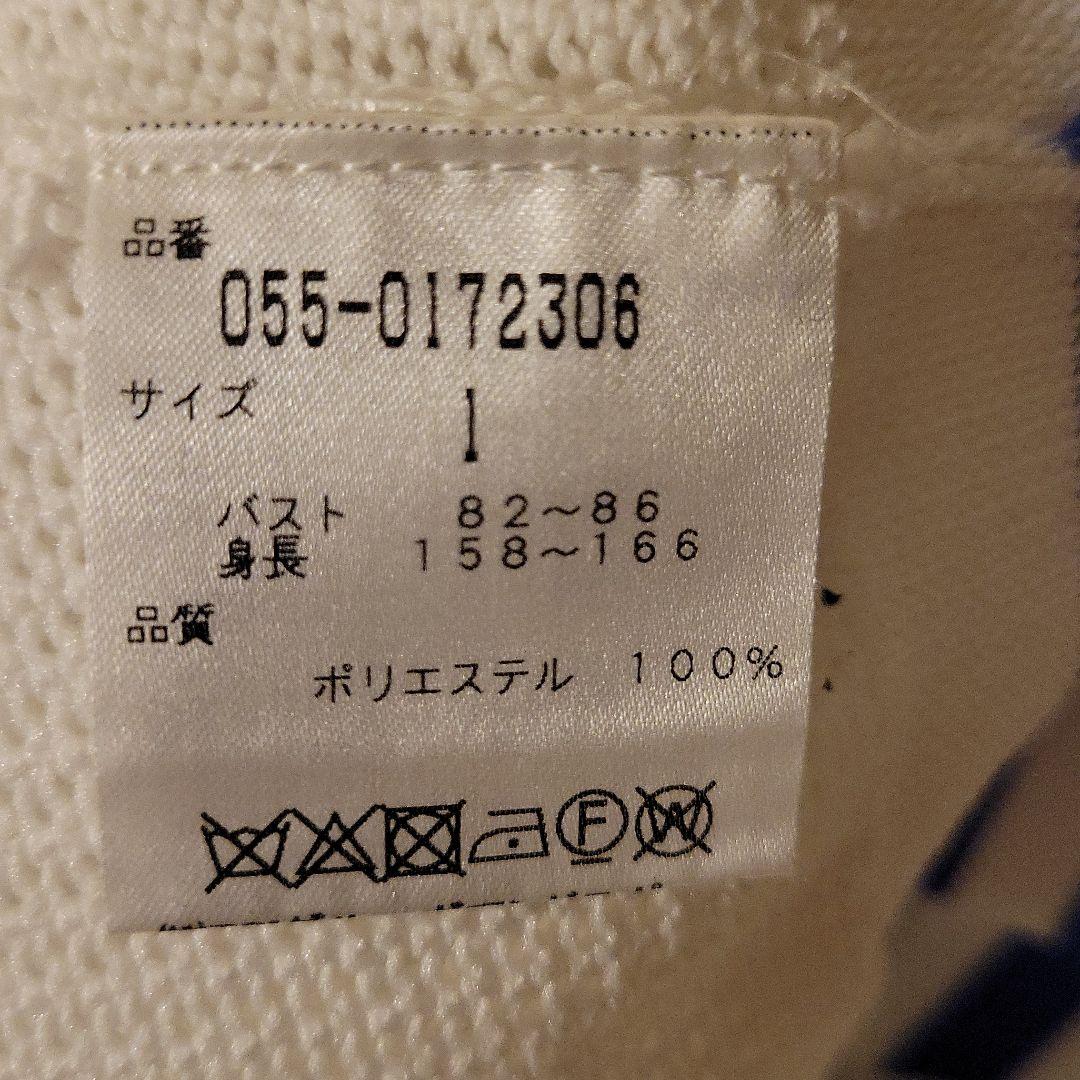 品番
055-0172306
サイズ 1
バスト 82～86
身長 158～166
品質
ポリエステル 100%
F W